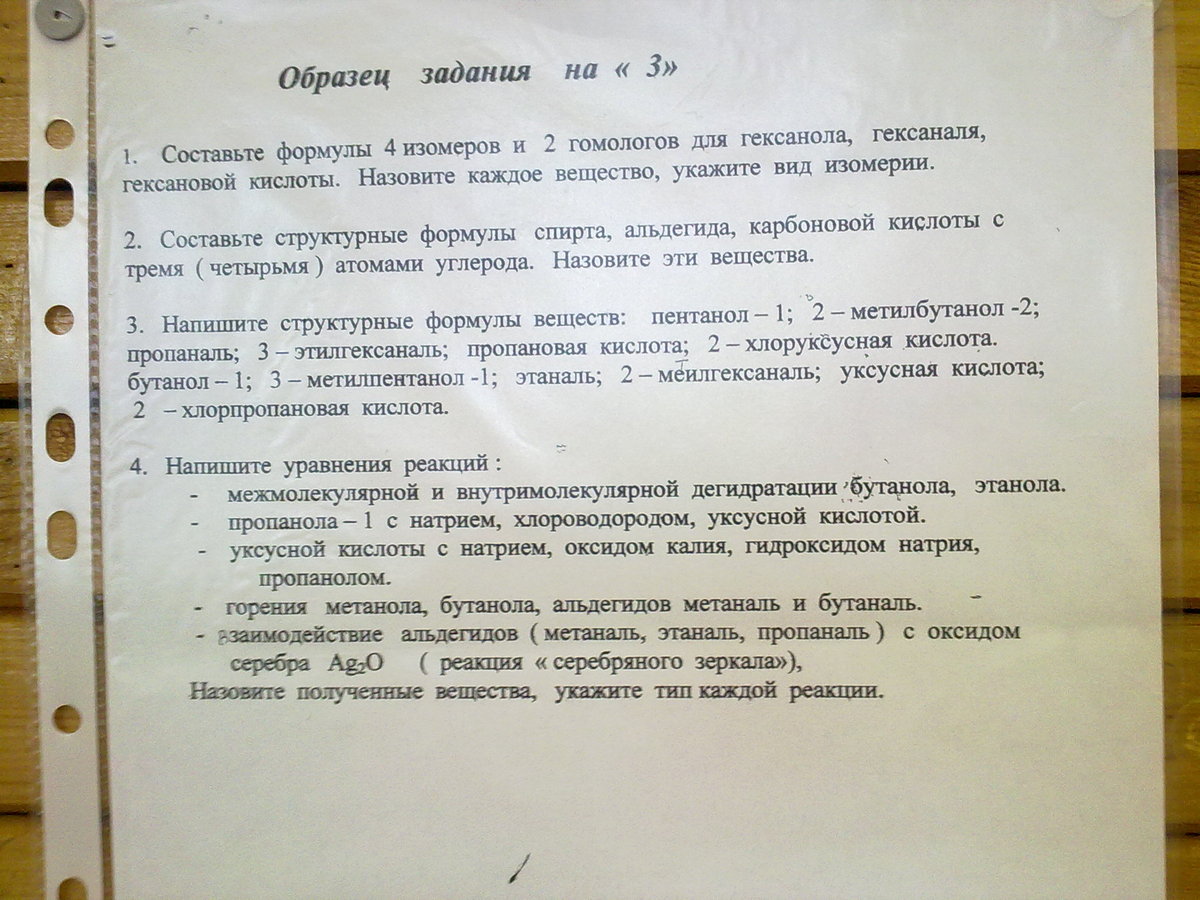 Образец задания на « 3»
1. Составьте формулы 4 изомеров и 2 гомологов для гексанола, гексаналя,
гексановой кислоты. Назовите каждое вещество, укажите вид изомерии.
2. Составьте структурные формулы спирта, альдегида, карбоновой кислоты с
тремя ( четырьмя ) атомами углерода. Назовите эти вещества.
3. Напишите структурные формулы веществ: пентанол – 1; 2 – метилбутанол -2;
пропаналь; 3 – этилгексаналь; пропановая кислота; 2 – хлоруксусная кислота.
бутанол – 1; 3 – метилпентанол -1; этаналь; 2 – меилгексаналь; уксусная кислота;
2 – хлорпропановая кислота.
4. Напишите уравнения реакций :
- межмолекулярной и внутримолекулярной дегидратации бутанола, этанола.
- пропанола – 1 с натрием, хлороводородом, уксусной кислотой.
- уксусной кислоты с натрием, оксидом калия, гидроксидом натрия,
пропанолом.
- горения метанола, бутанола, альдегидов метаналь и бутаналь.
- взаимодействие альдегидов ( метаналь, этаналь, пропаналь ) с оксидом
серебра Ag₂O ( реакция « серебряного зеркала»),
Назовите полученные вещества, укажите тип каждой реакции.